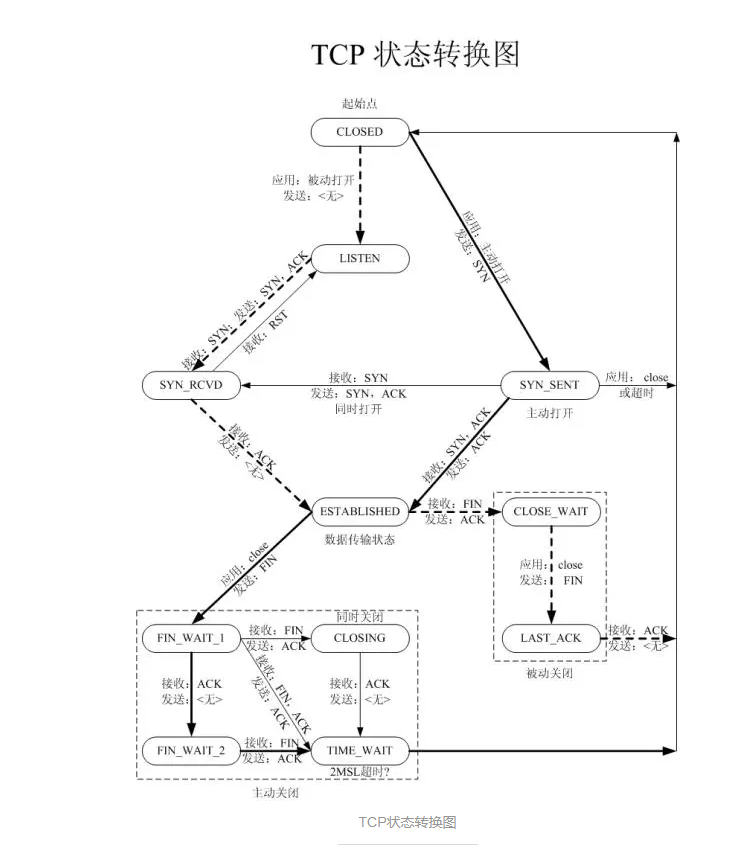 TCP 状态转换图
起始点
CLOSED
应用：被动打开
发送：<无>
应用：主动打开
发送：SYN
LISTEN
接收：SYN；发送：SYN，ACK
接收：RST
SYN_RCVD
接收：SYN
发送：SYN，ACK
同时打开
SYN_SENT
主动打开
应用： close
或超时
接收：ACK
发送：<无>
接收：SYN，ACK
发送：ACK
ESTABLISHED
数据传输状态
接收：FIN
发送：ACK
CLOSE_WAIT
应用： close
发送： FIN
应用：close
发送：FIN
LAST_ACK
接收：ACK
发送：<无>
被动关闭
同时关闭
FIN_WAIT_1
接收：FIN
发送：ACK
CLOSING
接收：ACK
发送：<无>
接收：FIN，ACK
发送：ACK
接收：ACK
发送：<无>
FIN_WAIT_2
接收：FIN
发送：ACK
TIME_WAIT
2MSL超时?
主动关闭
TCP状态转换图